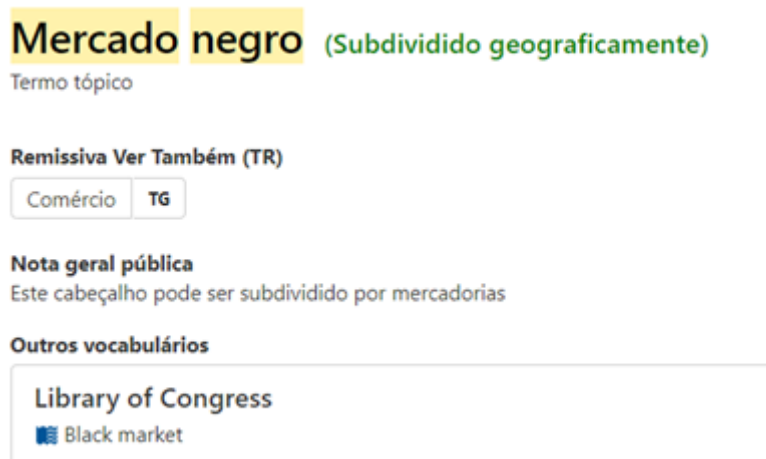 Mercado negro (Subdividido geograficamente)
Termo tópico
Remissiva Ver Também (TR)
Comércio TG
Nota geral pública
Este cabeçalho pode ser subdividido por mercadorias
Outros vocabulários
Library of Congress
Black market